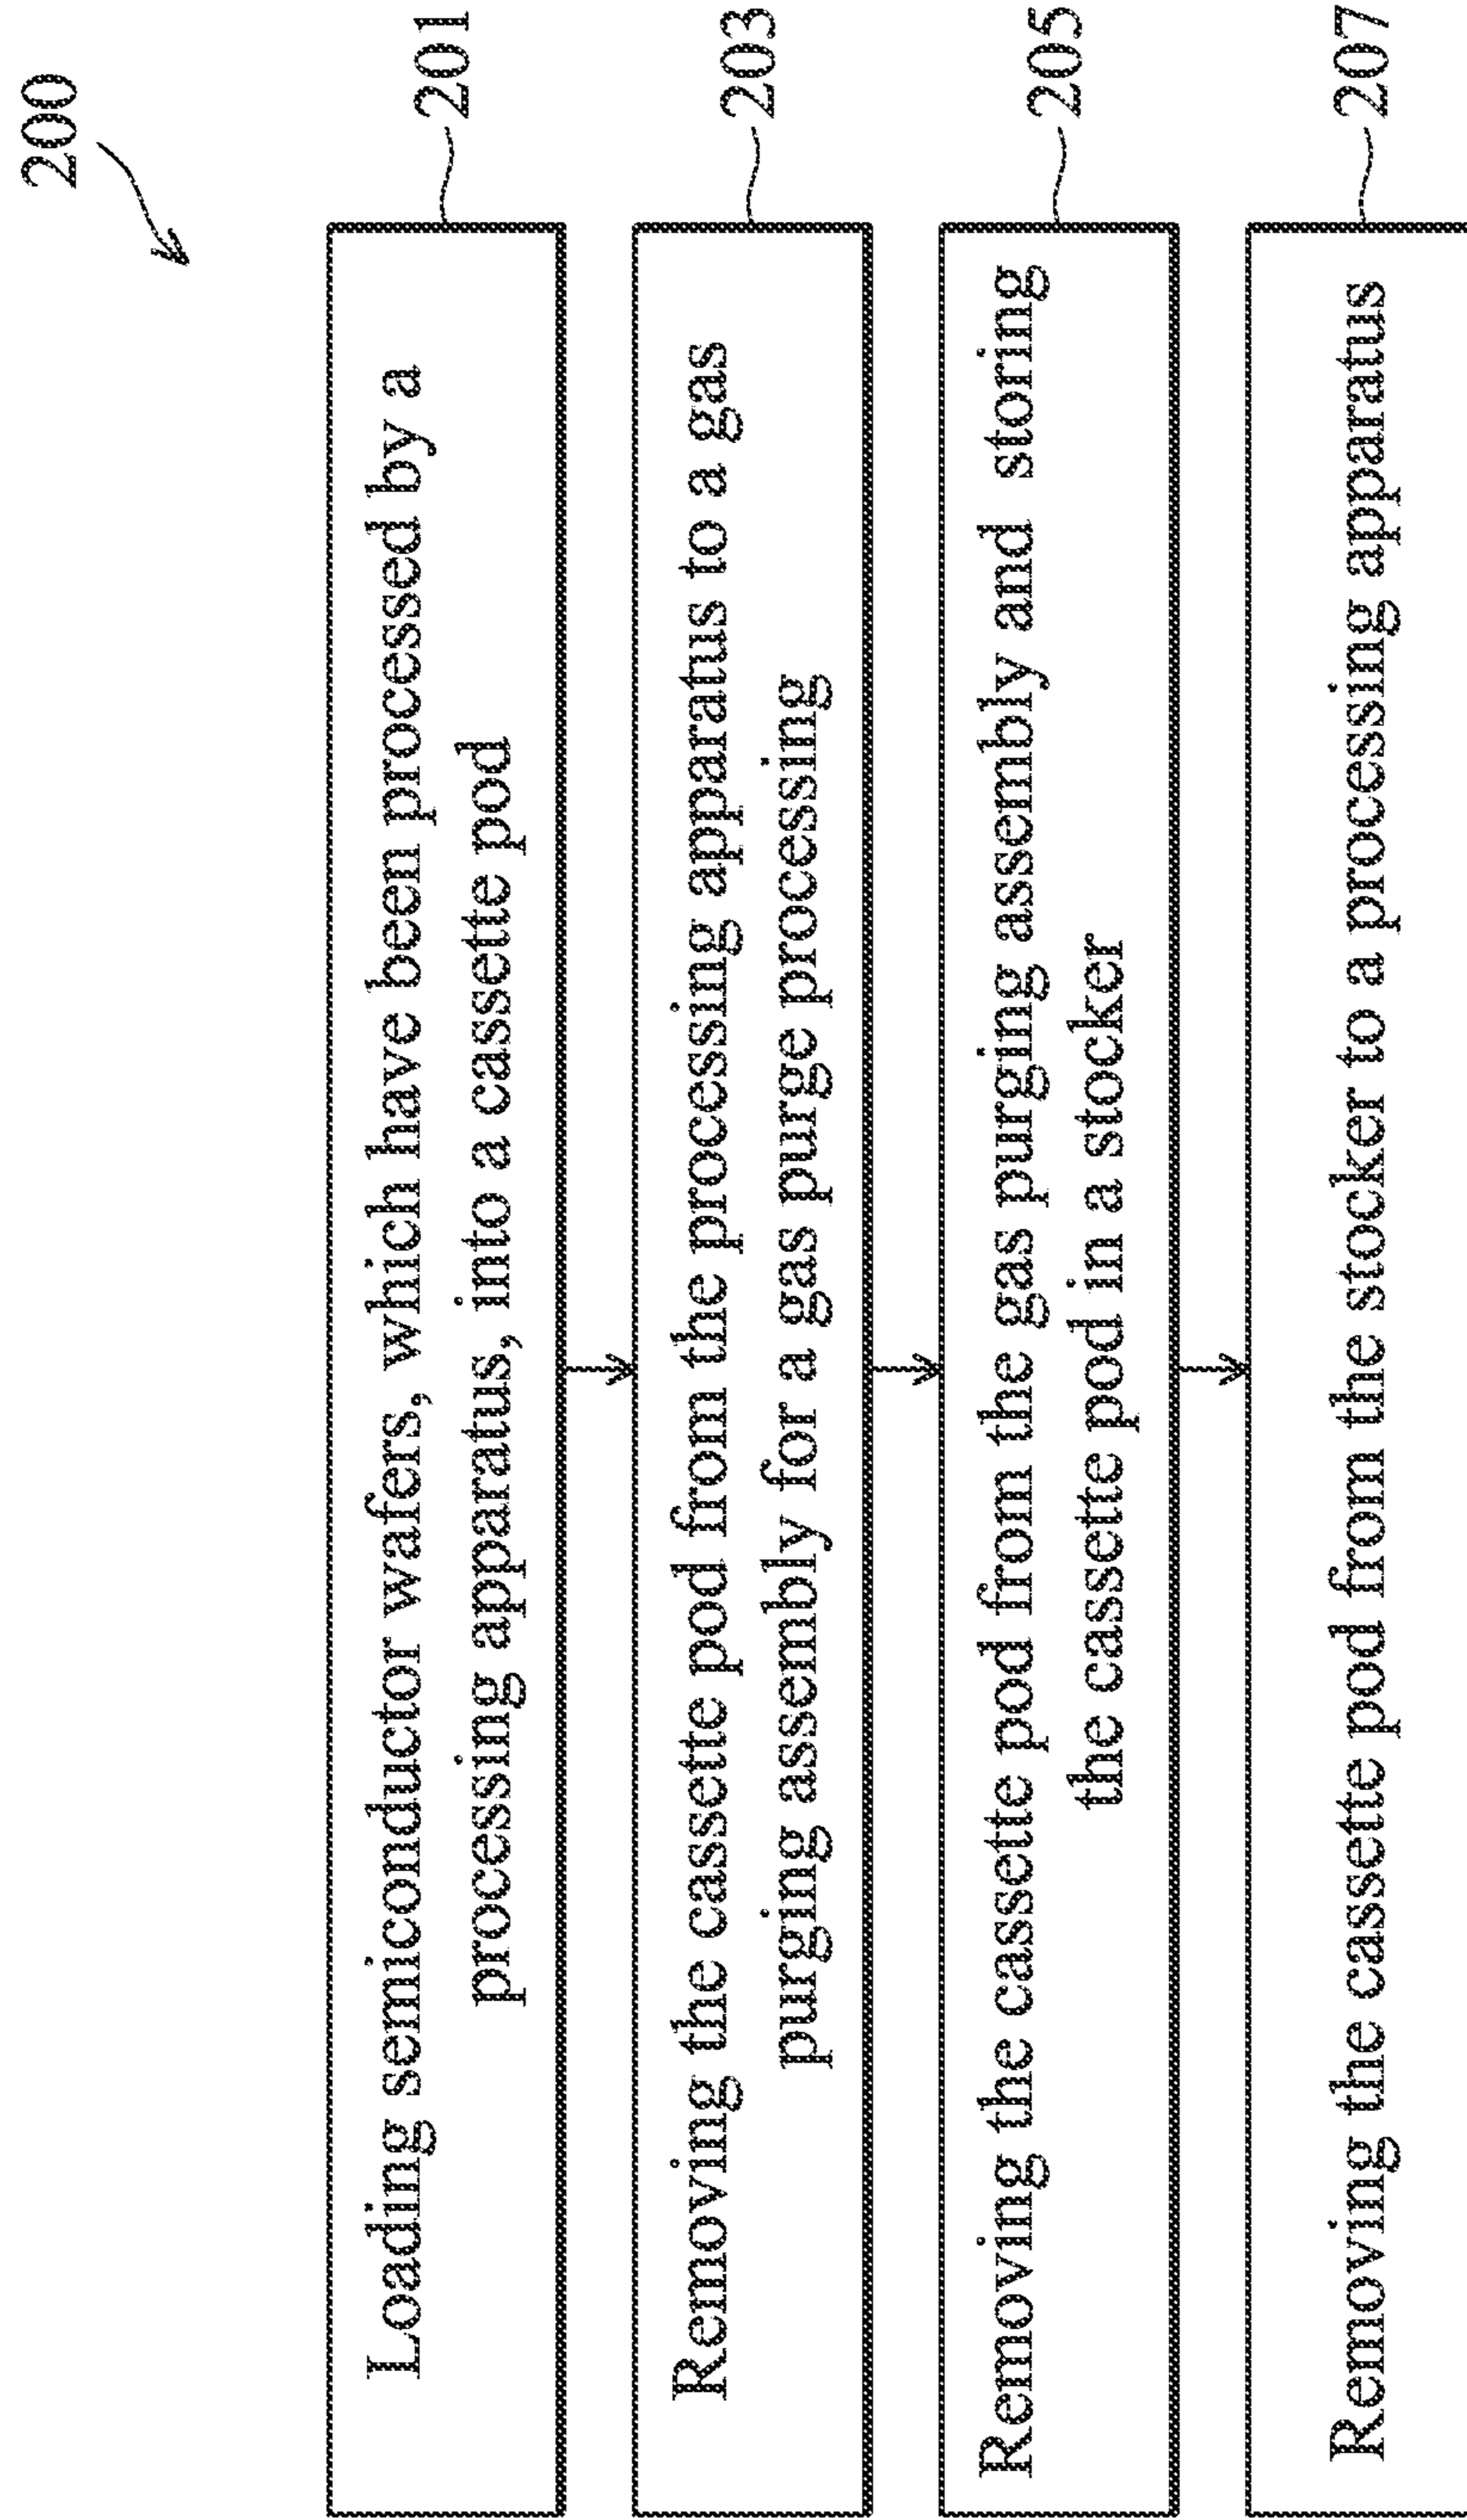 200
Loading semiconductor wafers, which have been processed by a
processing apparatus, into a cassette pod
201
Removing the cassette pod from the processing apparatus to a gas
purging assembly for a gas purge processing
203
Removing the cassette pod from the gas purging assembly and storing
the cassette pod in a stocker
205
Removing the cassette pod from the stocker to a processing apparatus
207